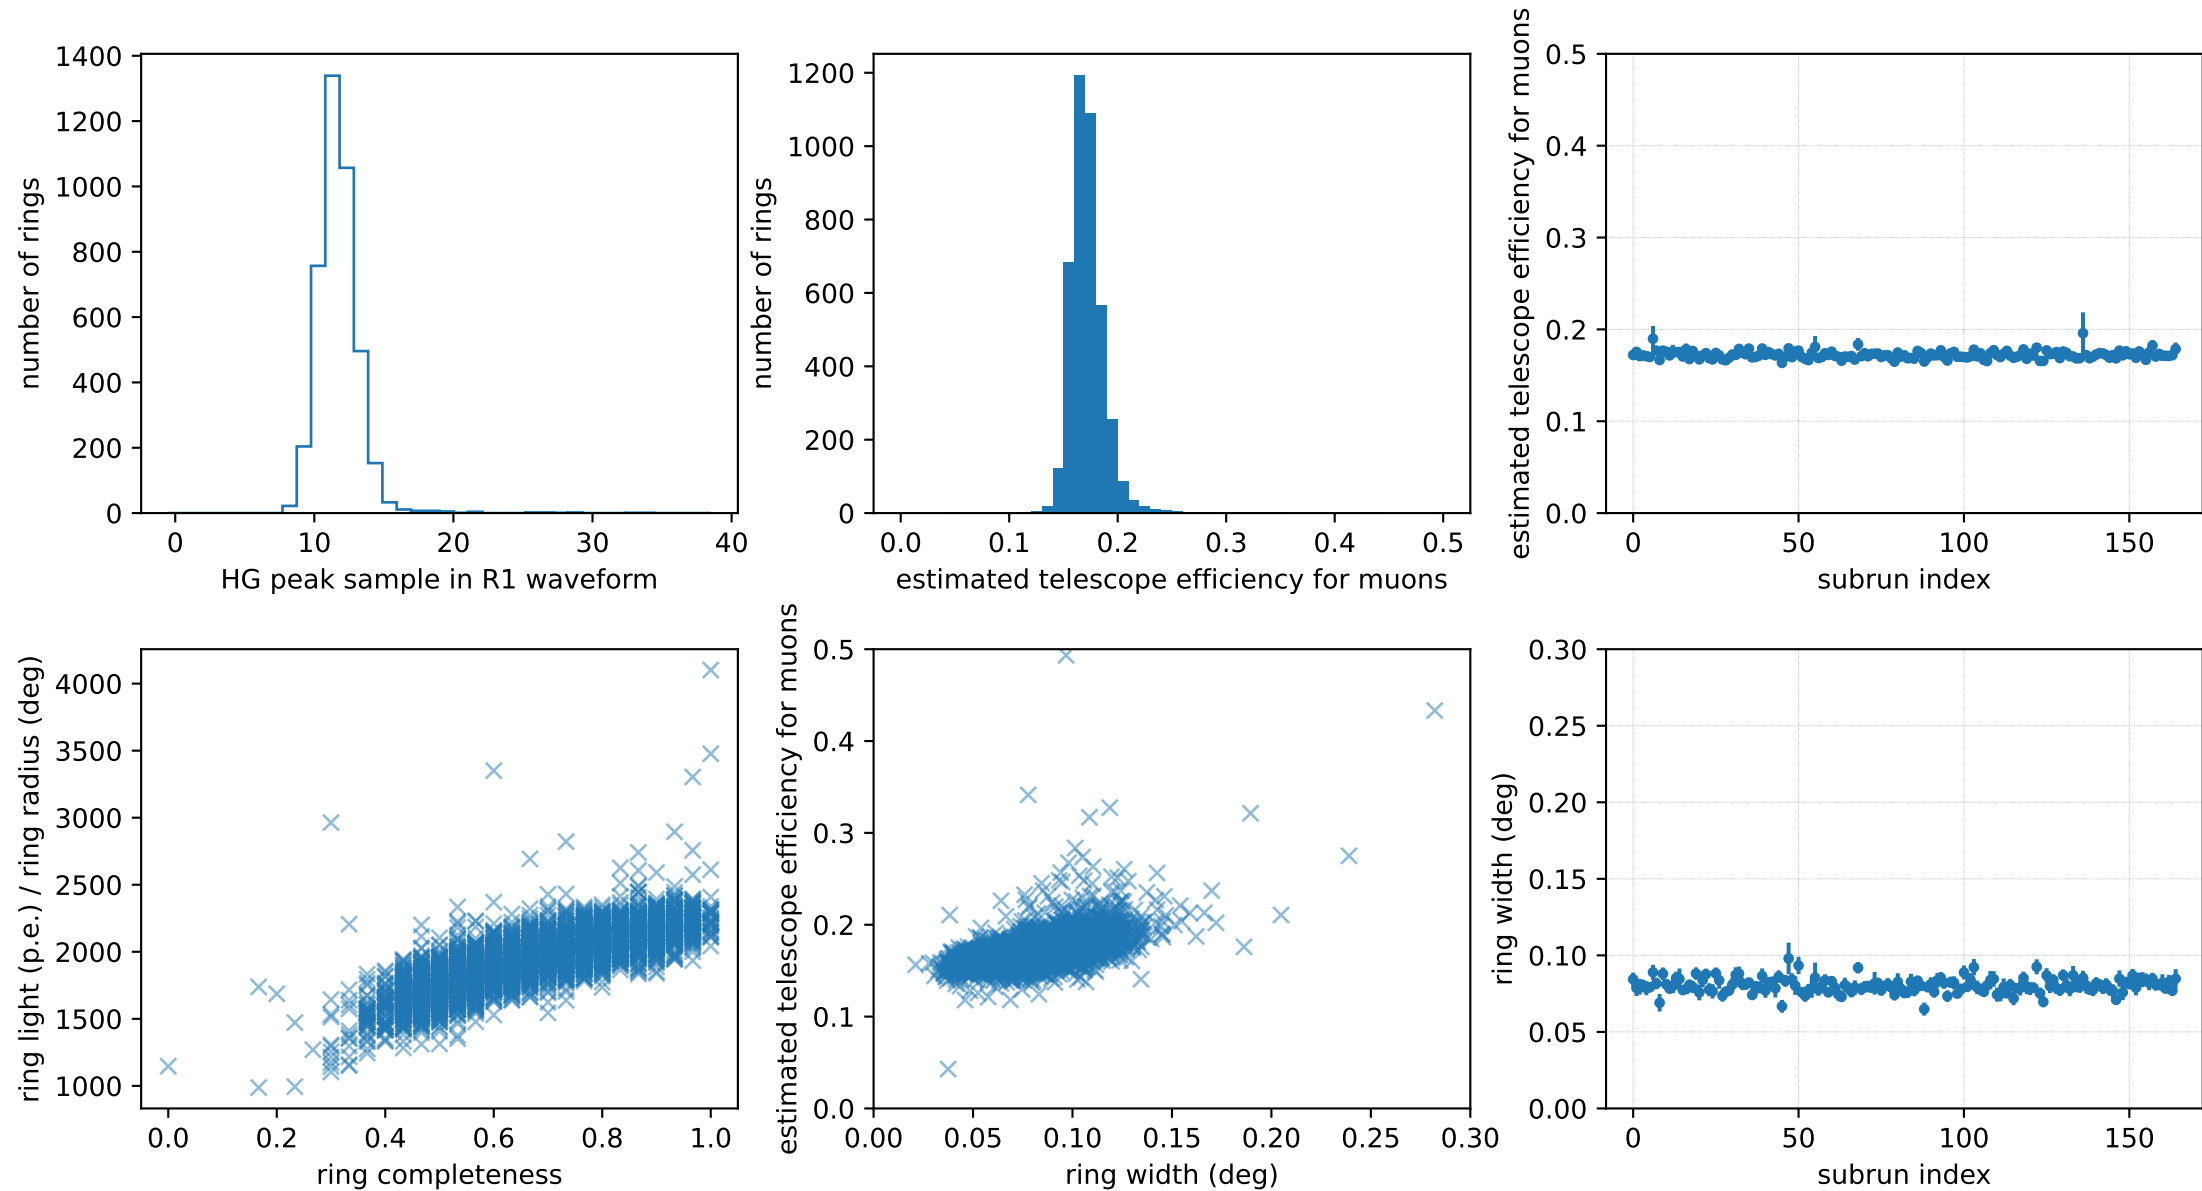 number of rings
1400
1200
1000
800
600
400
200
0
0 10 20 30 40
HG peak sample in R1 waveform
number of rings
1200
1000
800
600
400
200
0
0.0 0.1 0.2 0.3 0.4 0.5
estimated telescope efficiency for muons
estimated telescope efficiency for muons
0.5
0.4
0.3
0.2
0.1
0.0
0 50 100 150
subrun index
ring light (p.e.) / ring radius (deg)
4000
3500
3000
2500
2000
1500
1000
0.0 0.2 0.4 0.6 0.8 1.0
ring completeness
estimated telescope efficiency for muons
0.5
0.4
0.3
0.2
0.1
0.0
0.00 0.05 0.10 0.15 0.20 0.25 0.30
ring width (deg)
ring width (deg)
0.30
0.25
0.20
0.15
0.10
0.05
0.00
0 50 100 150
subrun index